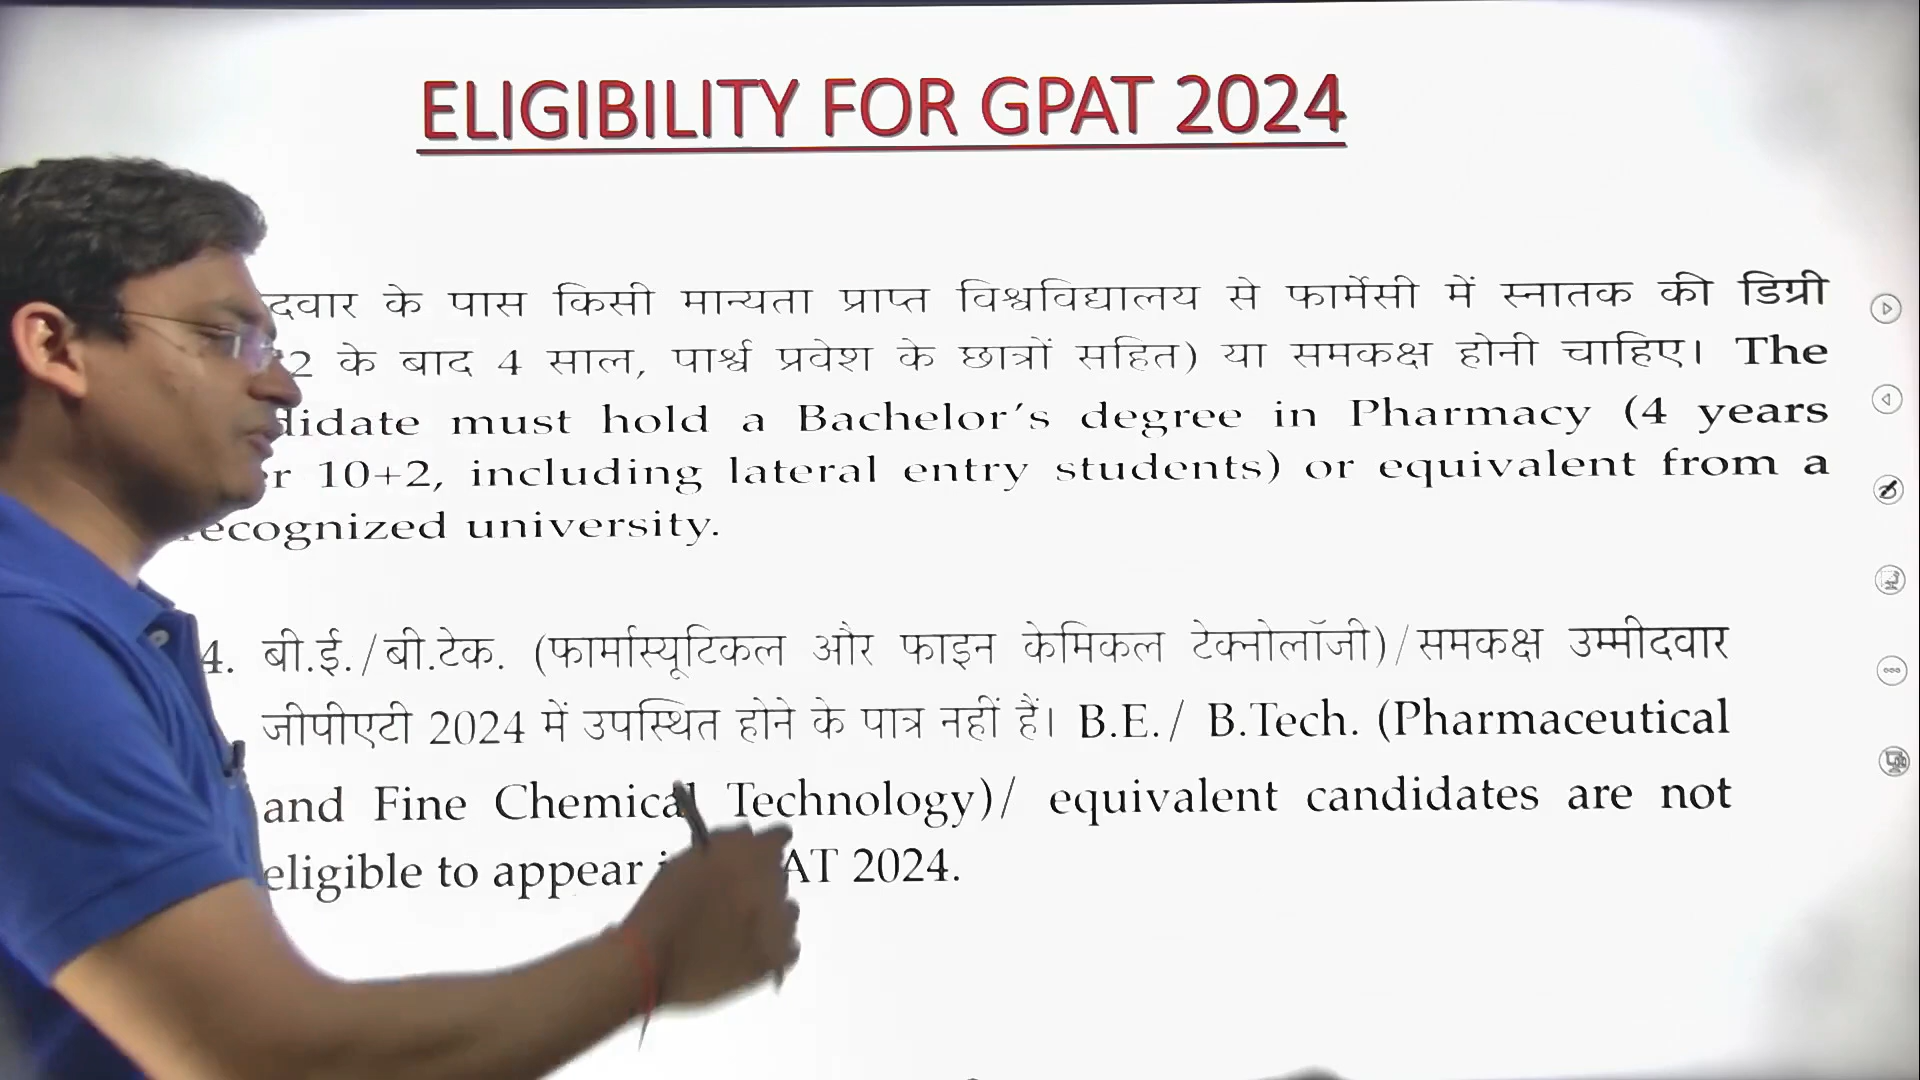 ELIGIBILITY FOR GPAT 2024
के पास किसी मान्यता प्राप्त विश्वविद्यालय से फार्मेसी में स्नातक की डिग्री
के बाद 4 साल, पार्श्व प्रवेश के छात्रों सहित) या समकक्ष होनी चाहिए। The
must hold a Bachelor's degree in Pharmacy (4 years
10+2, including lateral entry students) or equivalent from a
university.
4. बी.ई./बी.टेक. (फार्मास्यूटिकल और फाइन केमिकल टेक्नोलॉजी)/समकक्ष उम्मीदवार
जीपीएटी 2024 में उपस्थित होने के पात्र नहीं हैं। B.E./ B.Tech. (Pharmaceutical
and Fine Chemical Technology)/ equivalent candidates are not
eligible to appear 2024.